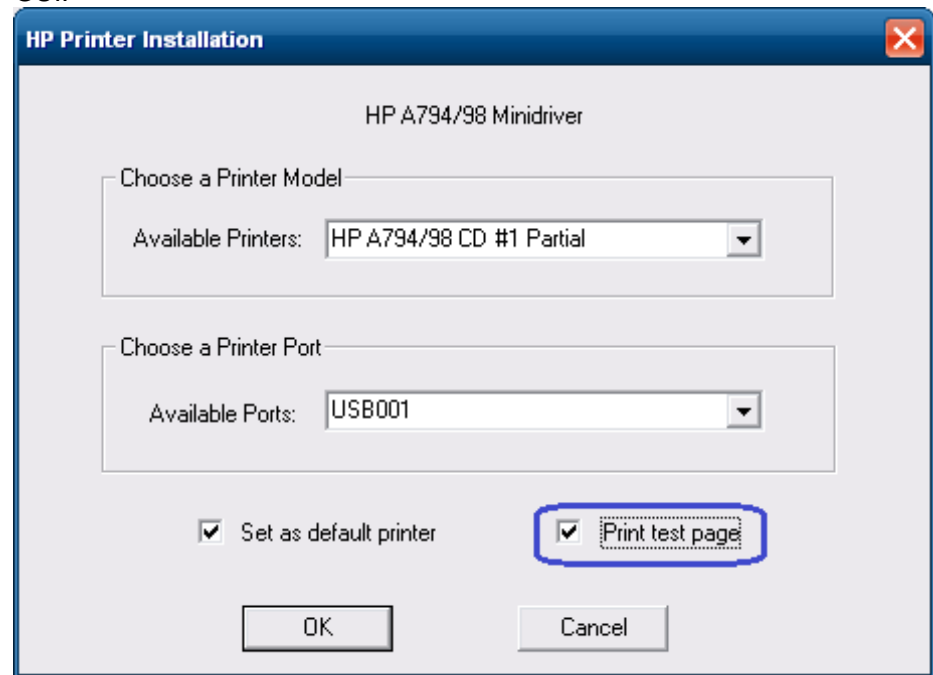 HP Printer Installation
HP A794/98 Minidriver
Choose a Printer Model
Available Printers: HP A794/98 CD #1 Partial
Choose a Printer Port
Available Ports: USB001
Set as default printer Print test page
OK Cancel